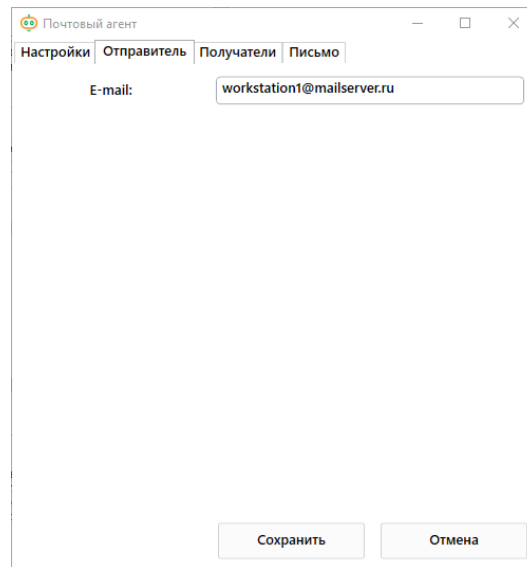 Почтовый агент
Настройки Отправитель Получатели Письмо
E-mail: workstation1@mailserver.ru
Сохранить Отмена